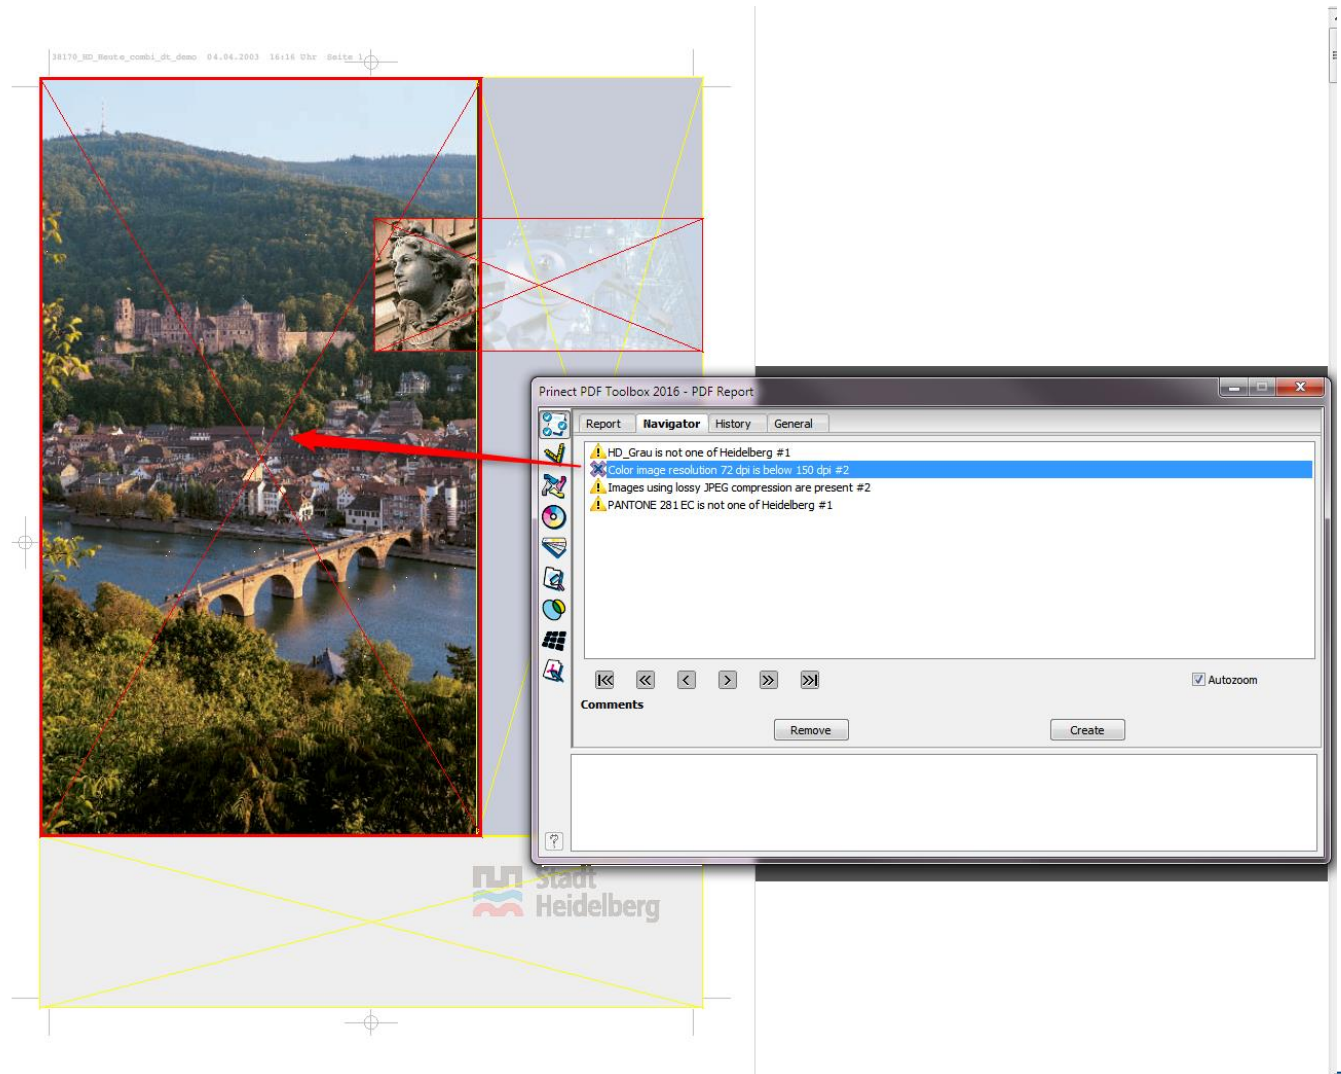 38170_HD_Heute_combi_dt_demo 04.04.2003 16:16 Uhr Seite 1
Prinect PDF Toolbox 2016 - PDF Report
Report Navigator History General
HD_Grau is not one of Heidelberg #1
Color image resolution 72 dpi is below 150 dpi #2
Images using lossy JPEG compression are present #2
PANTONE 281 EC is not one of Heidelberg #1
Autozoom
Comments
Remove Create
Stadt
Heidelberg